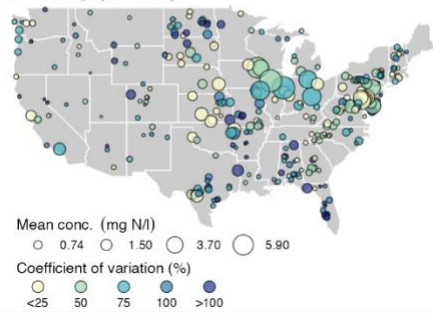 Mean conc. (mg N/l)
0.74 1.50 3.70 5.90
Coefficient of variation (%)
<25 50 75 100 >100